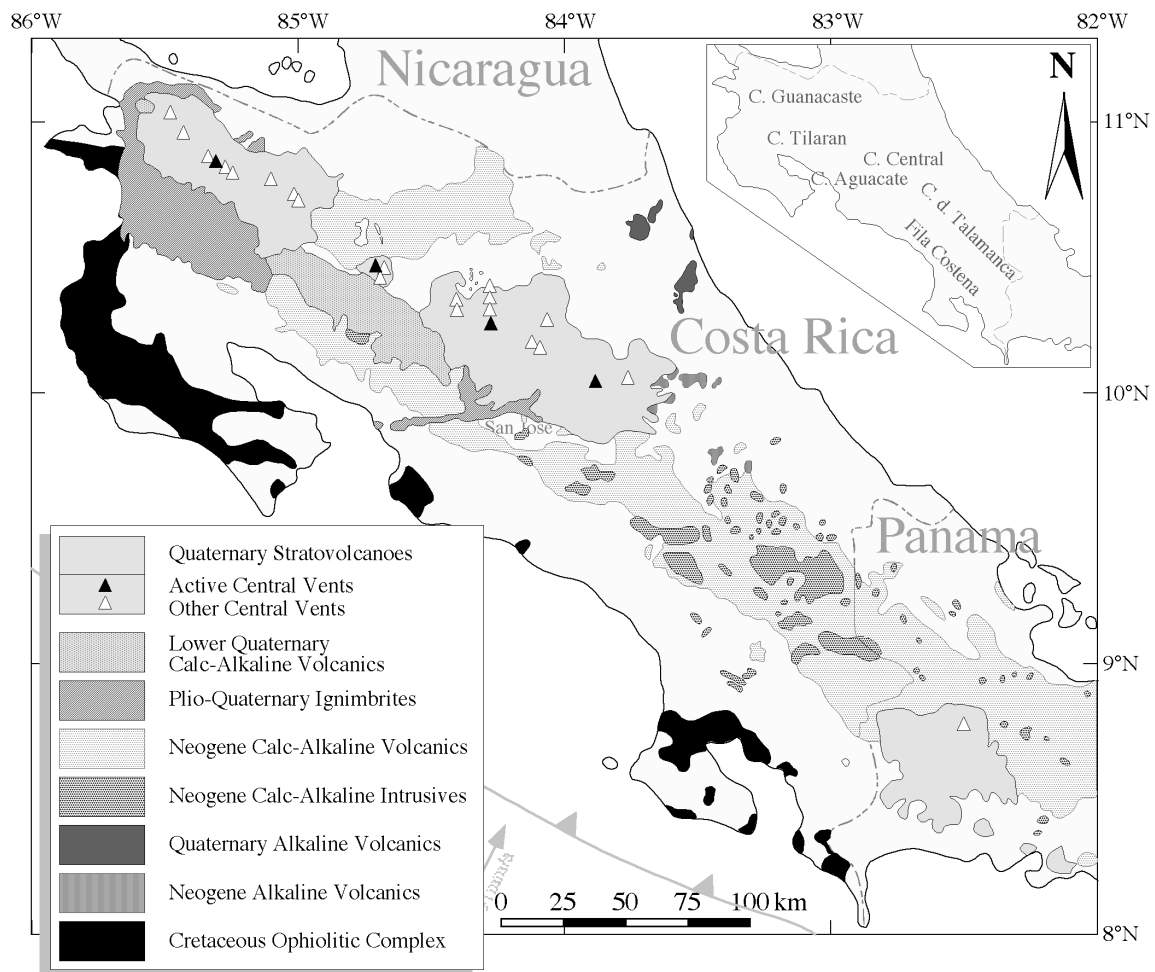 86°W 85°W 84°W 83°W 82°W
Nicaragua
N
C. Guanacaste
11°N
C. Tilaran
C. Central
C. Aguacate
C. d. Talamanca
Fila Costena
Costa Rica
10°N
San Jose
Panama
Quaternary Stratovolcanoes
Active Central Vents
Other Central Vents
Lower Quaternary
Calc-Alkaline Volcanics
9°N
Plio-Quaternary Ignimbrites
Neogene Calc-Alkaline Volcanics
Neogene Calc-Alkaline Intrusives
Quaternary Alkaline Volcanics
Neogene Alkaline Volcanics
0 25 50 75 100 km
8°N
Cretaceous Ophiolitic Complex